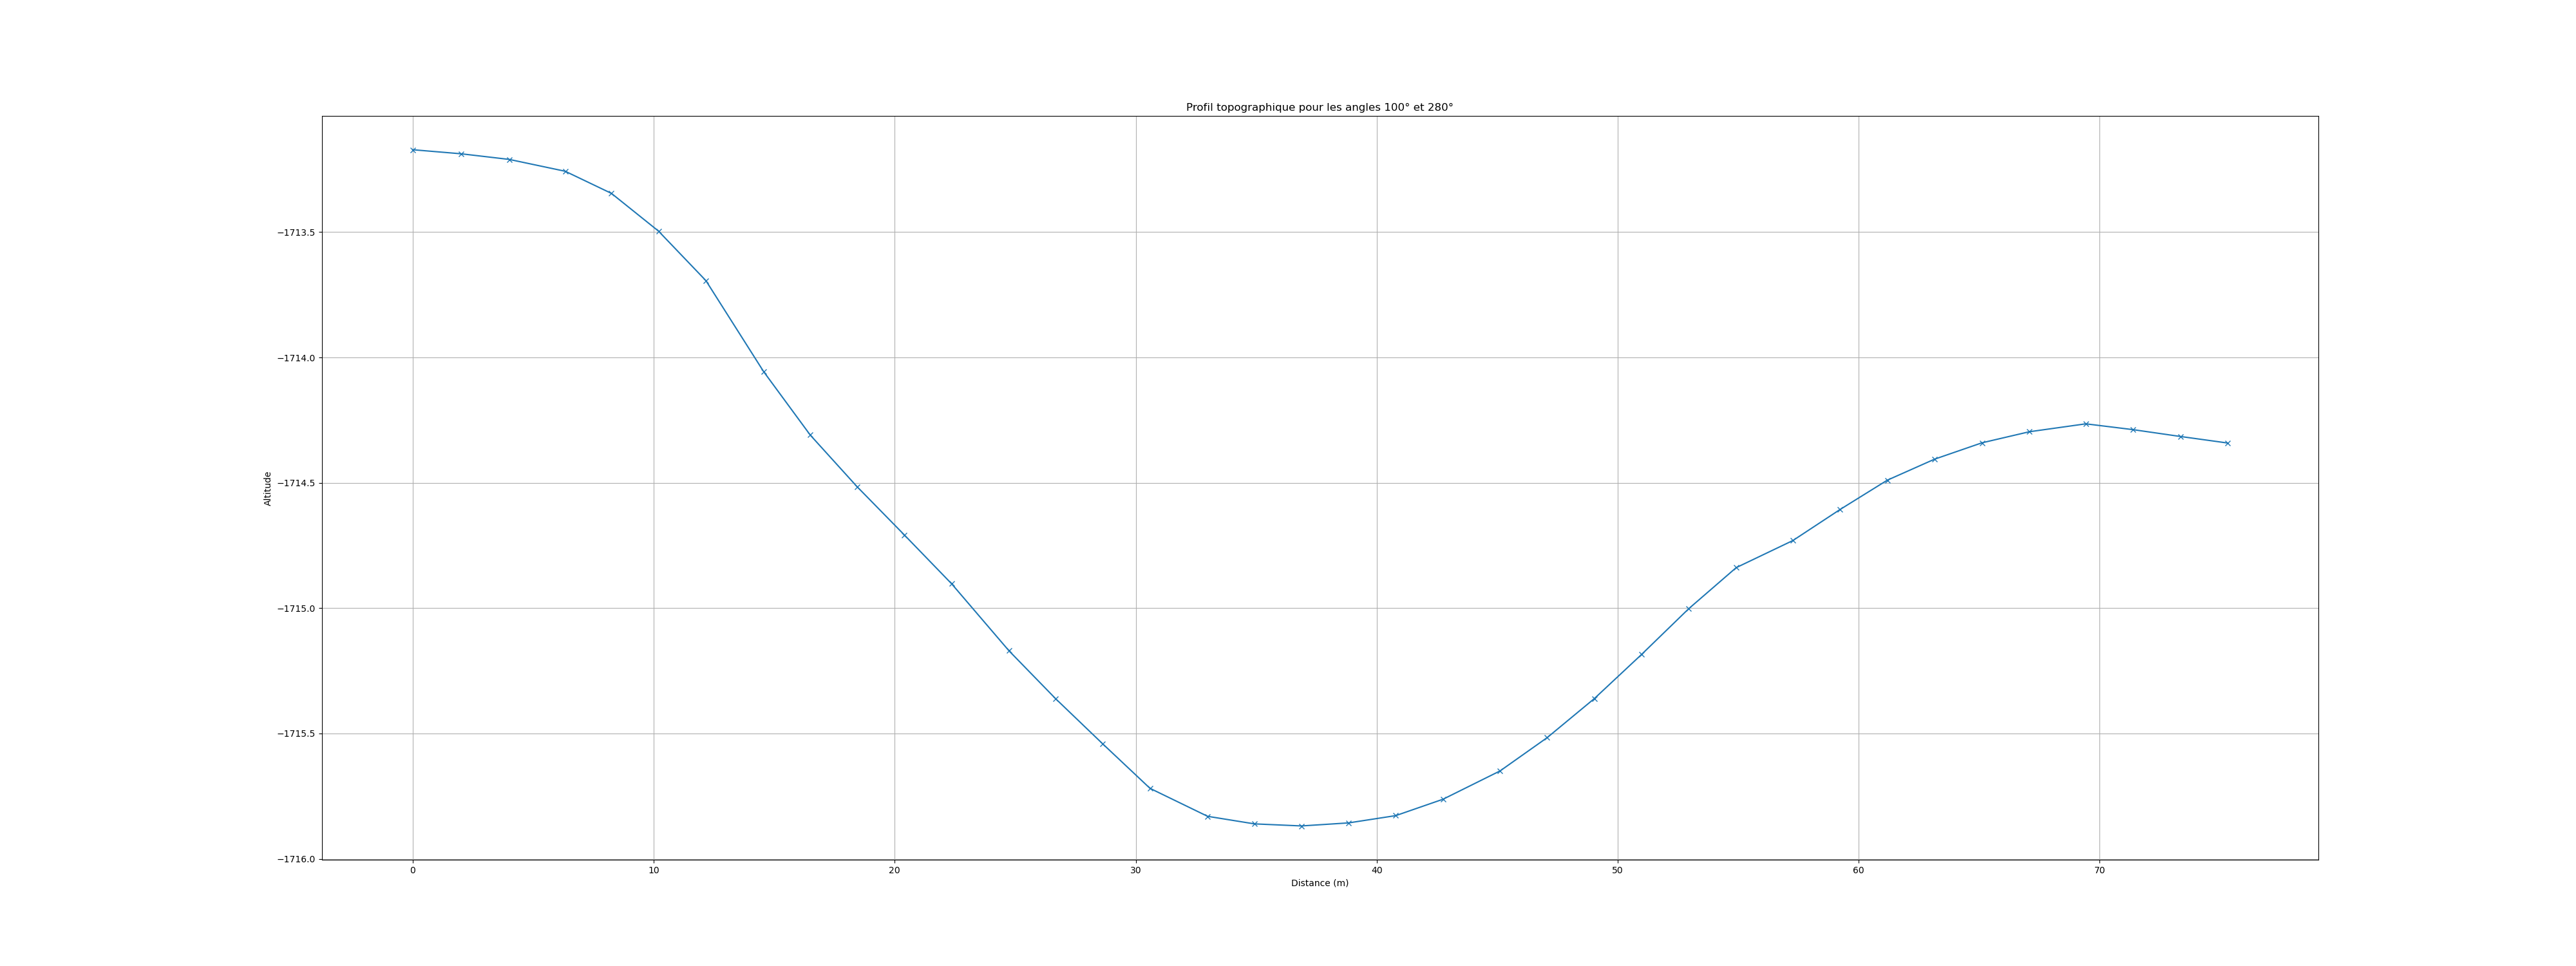 Profil topographique pour les angles 100° et 280°
Altitude
−1713.5
−1714.0
−1714.5
−1715.0
−1715.5
−1716.0
0 10 20 30 40 50 60 70
Distance (m)